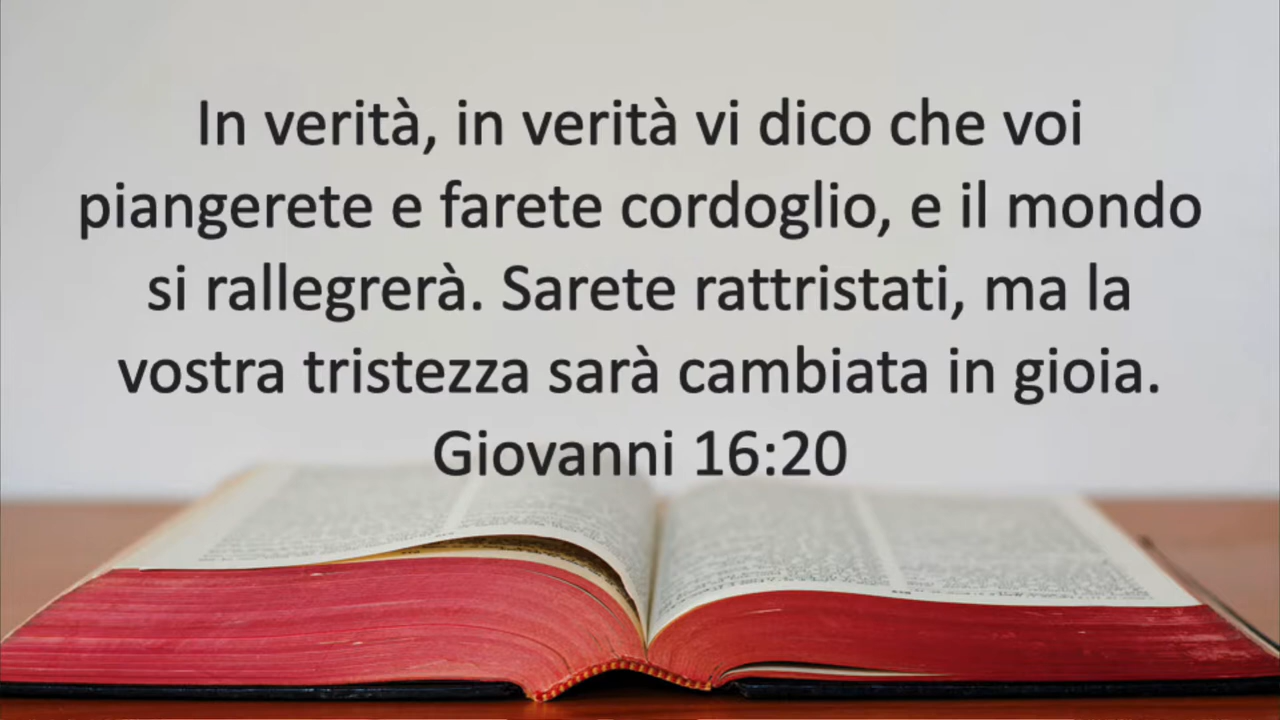 In verità, in verità vi dico che voi
piangerete e farete cordoglio, e il mondo
si rallegrerà. Sarete rattristati, ma la
vostra tristezza sarà cambiata in gioia.
Giovanni 16:20